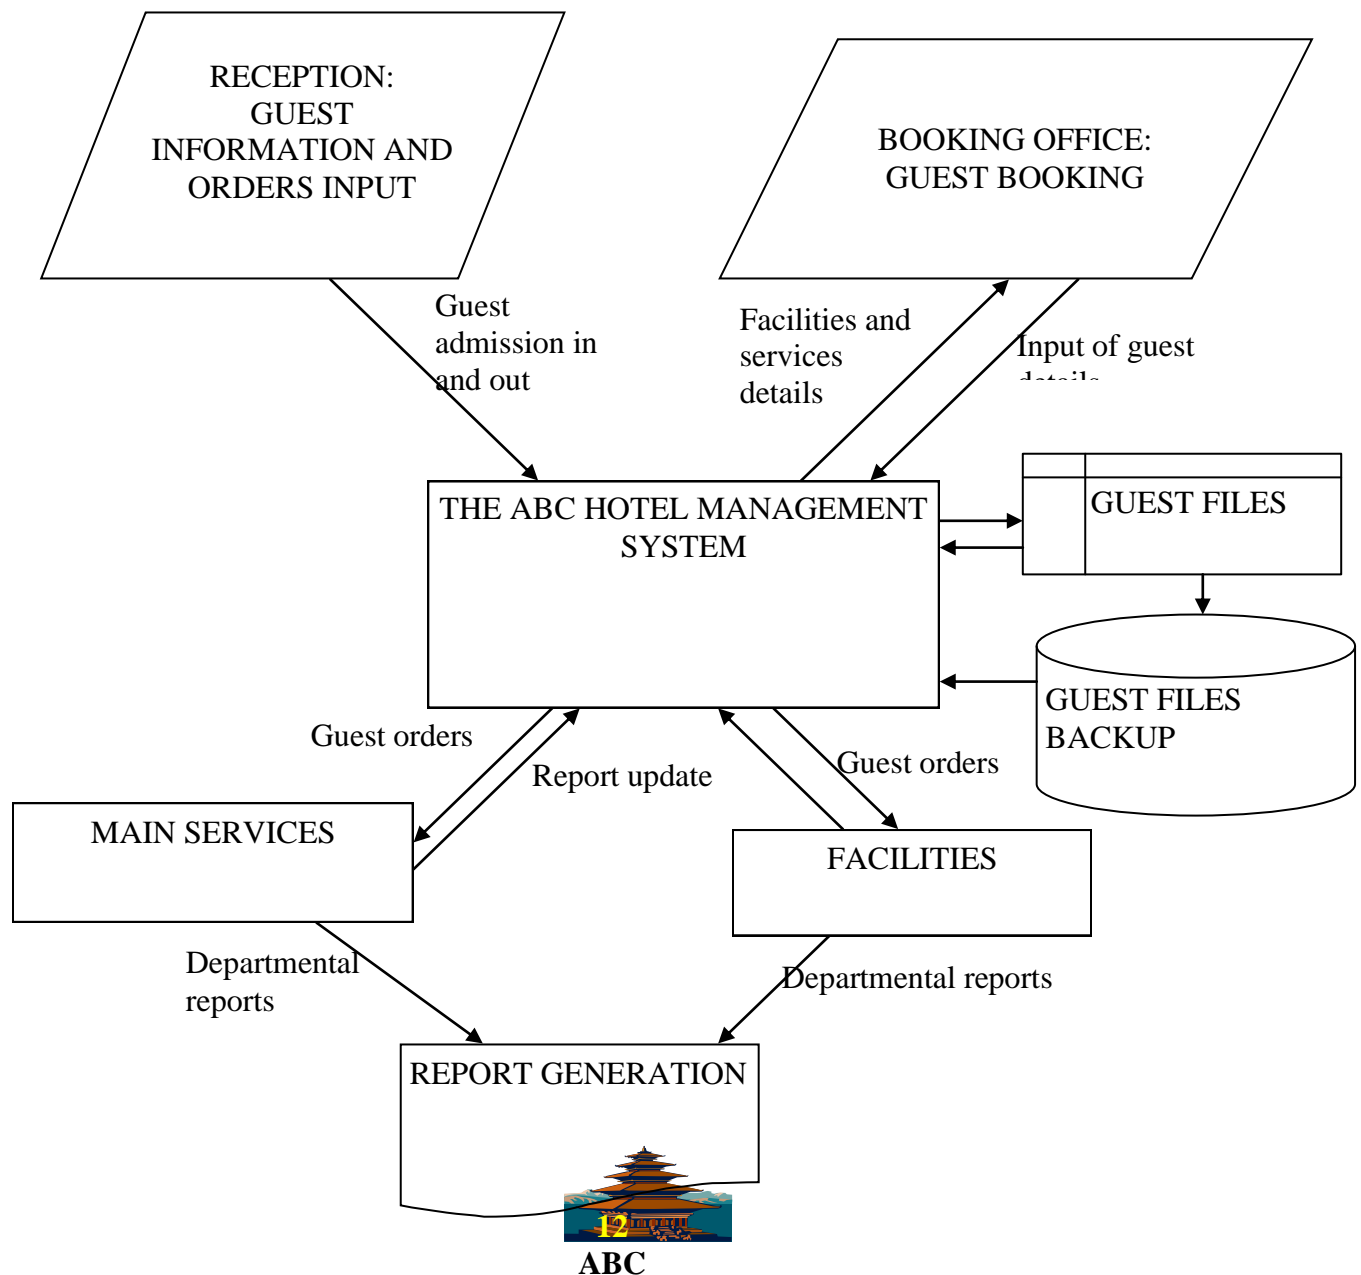 RECEPTION:
GUEST
INFORMATION AND
ORDERS INPUT
BOOKING OFFICE:
GUEST BOOKING
Guest
admission in
and out
Facilities and
services
details
Input of guest
details
THE ABC HOTEL MANAGEMENT
SYSTEM
GUEST FILES
GUEST FILES
BACKUP
Guest orders
Report update
Guest orders
MAIN SERVICES
FACILITIES
Departmental
reports
Departmental reports
REPORT GENERATION
12
ABC